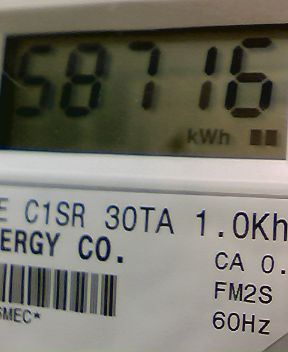 58716
kWh
E C1SR 30TA 1.0Kh
ERGY CO.
CA 0.
FM2S
60Hz
SMEC*